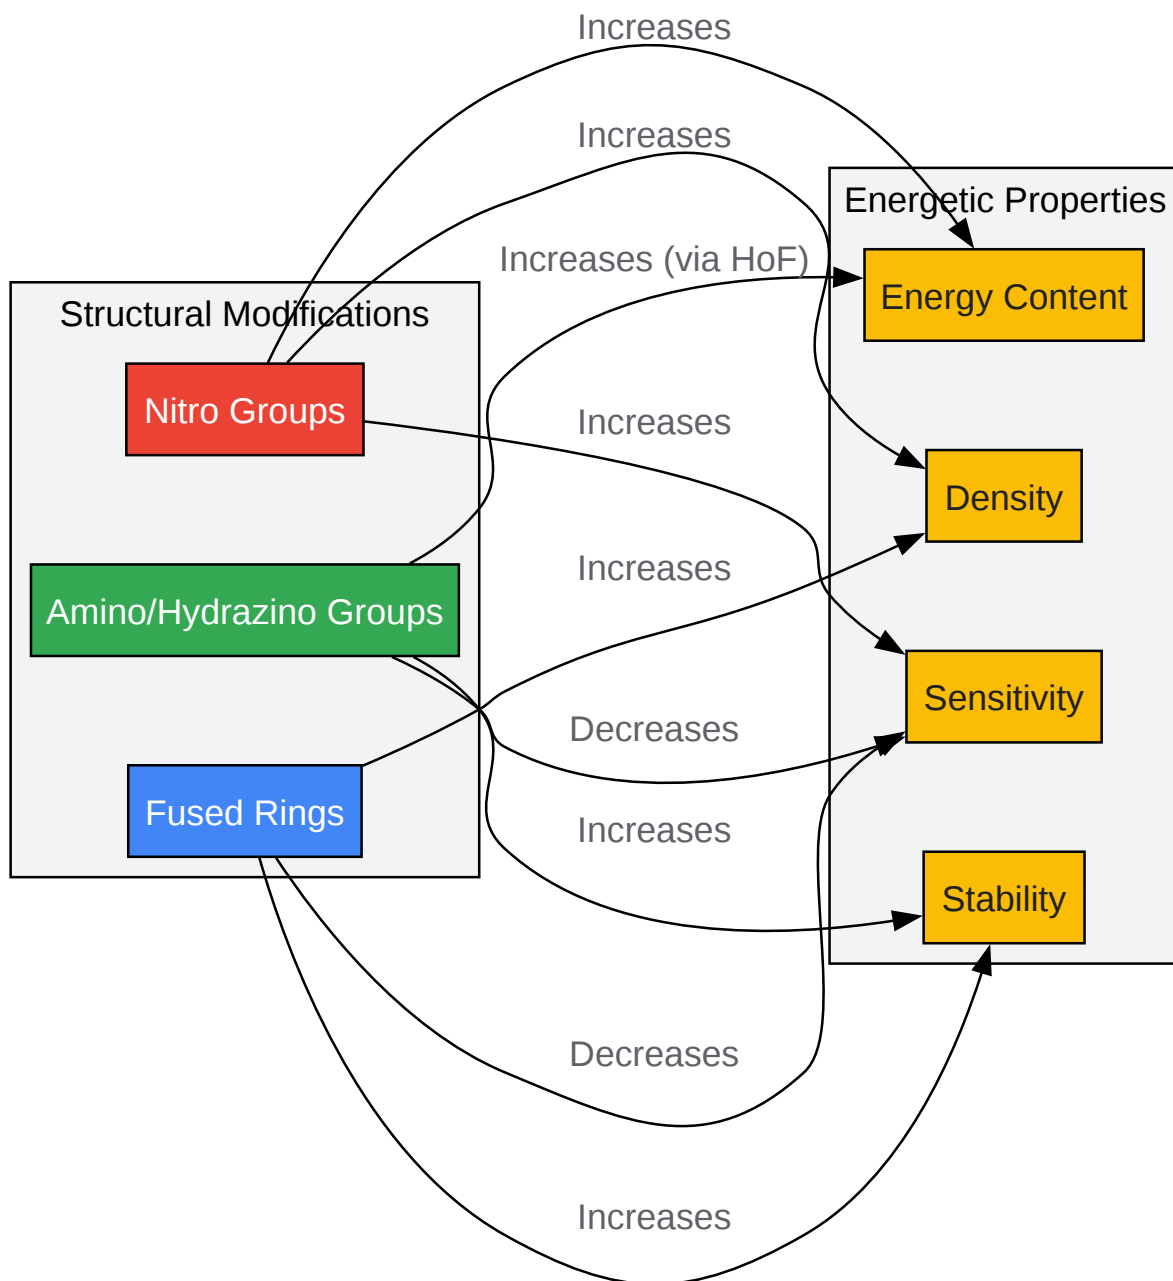 Increases
Increases
Energetic Properties
Increases (via HoF)
Energy Content
Structural Modifications
Nitro Groups
Increases
Density
Increases
Amino/Hydrazino Groups
Sensitivity
Decreases
Fused Rings
Increases
Stability
Decreases
Increases